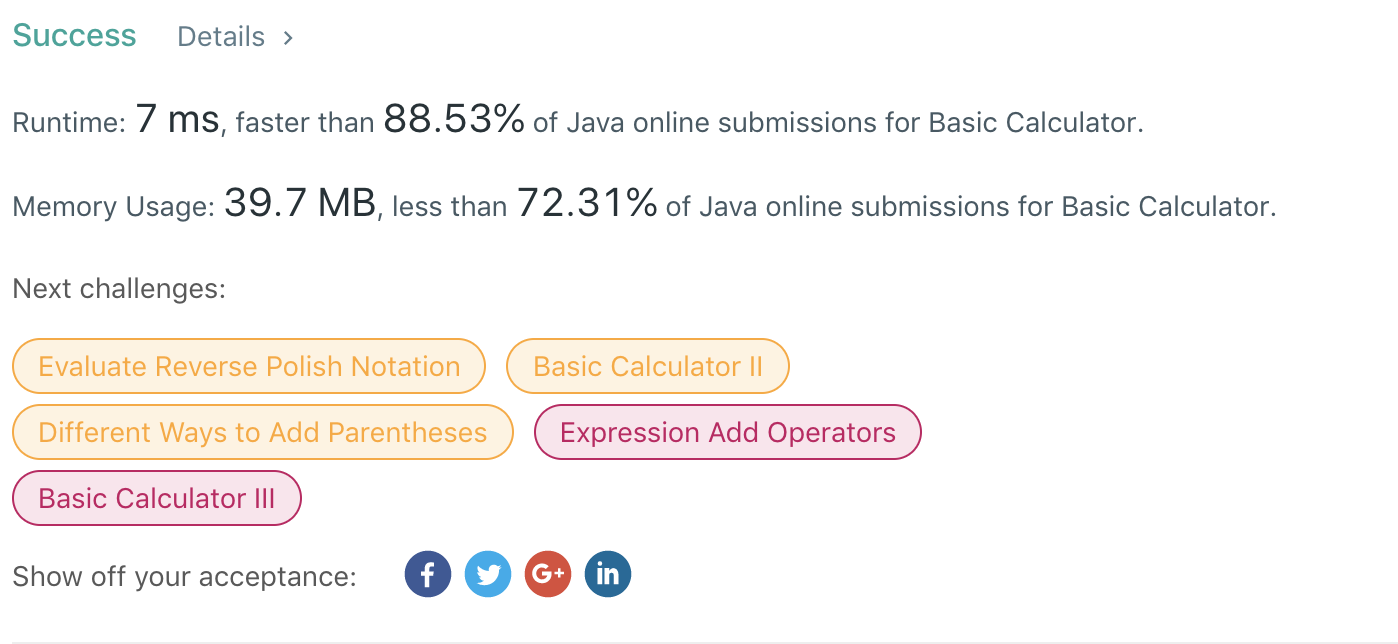 Success Details >
Runtime: 7 ms, faster than 88.53% of Java online submissions for Basic Calculator.
Memory Usage: 39.7 MB, less than 72.31% of Java online submissions for Basic Calculator.
Next challenges:
Evaluate Reverse Polish Notation Basic Calculator II
Different Ways to Add Parentheses Expression Add Operators
Basic Calculator III
Show off your acceptance: f G+ in